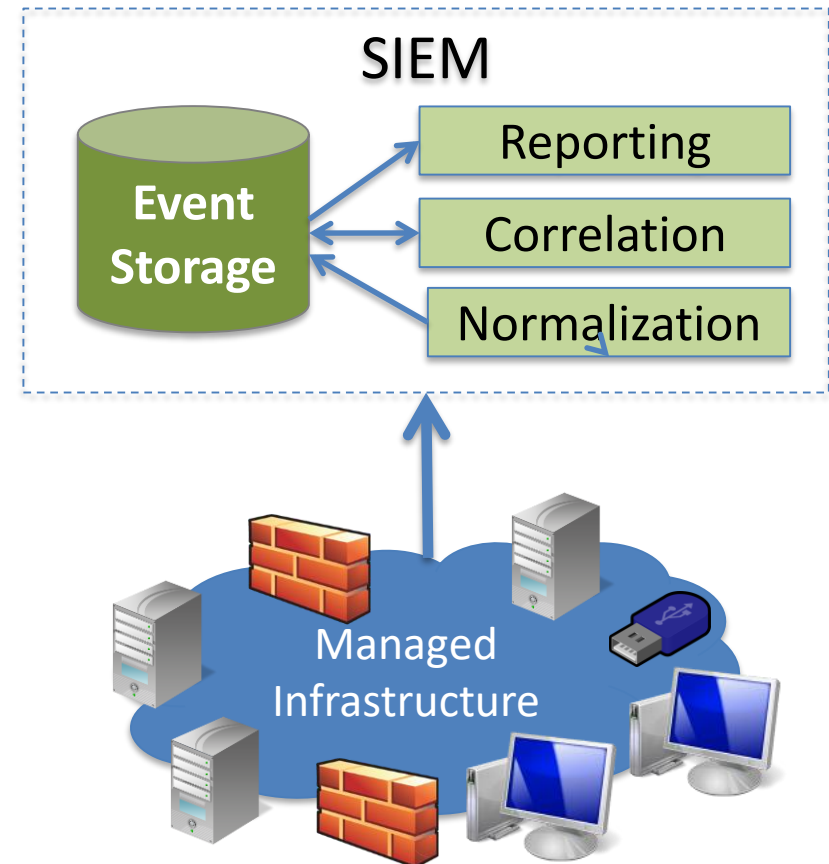 SIEM
Event
Storage
Reporting
Correlation
Normalization
Managed
Infrastructure